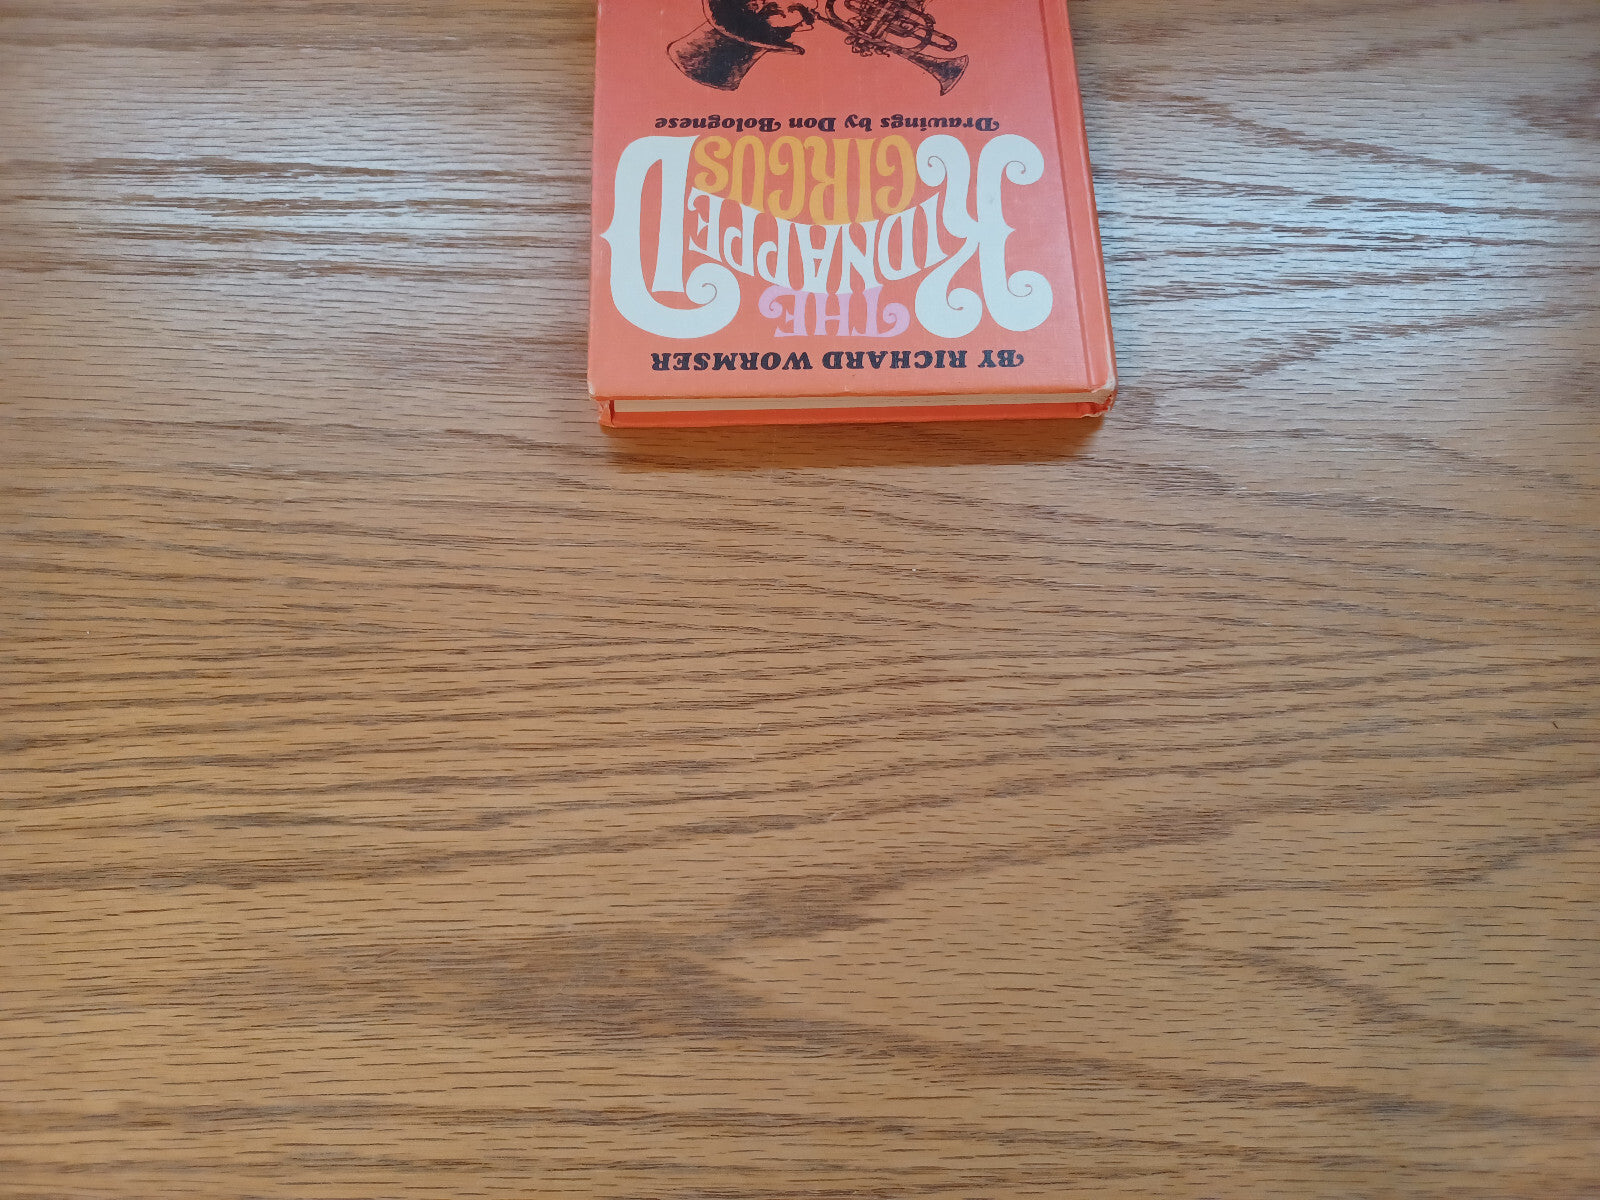 BY RICHARD WORMSER
THE
KIDNAPPED
CIRCUS
Drawings by Don Bolognese